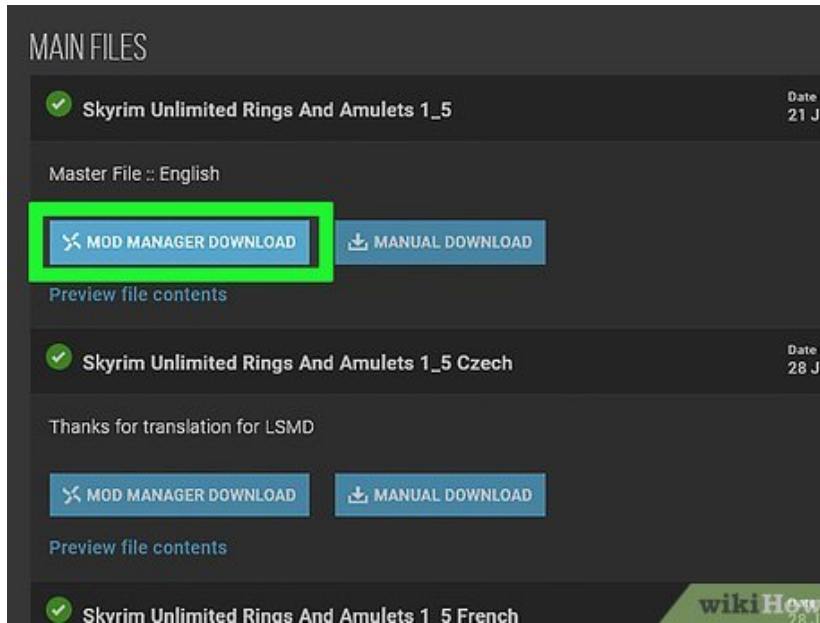 MAIN FILES
Skyrim Unlimited Rings And Amulets 1_5
Date
21 J
Master File :: English
MOD MANAGER DOWNLOAD
MANUAL DOWNLOAD
Preview file contents
Skyrim Unlimited Rings And Amulets 1_5 Czech
Date
28 J
Thanks for translation for LSMD
MOD MANAGER DOWNLOAD
MANUAL DOWNLOAD
Preview file contents
Skyrim Unlimited Rings And Amulets 1_5 French
Date
28 J
wikiHow